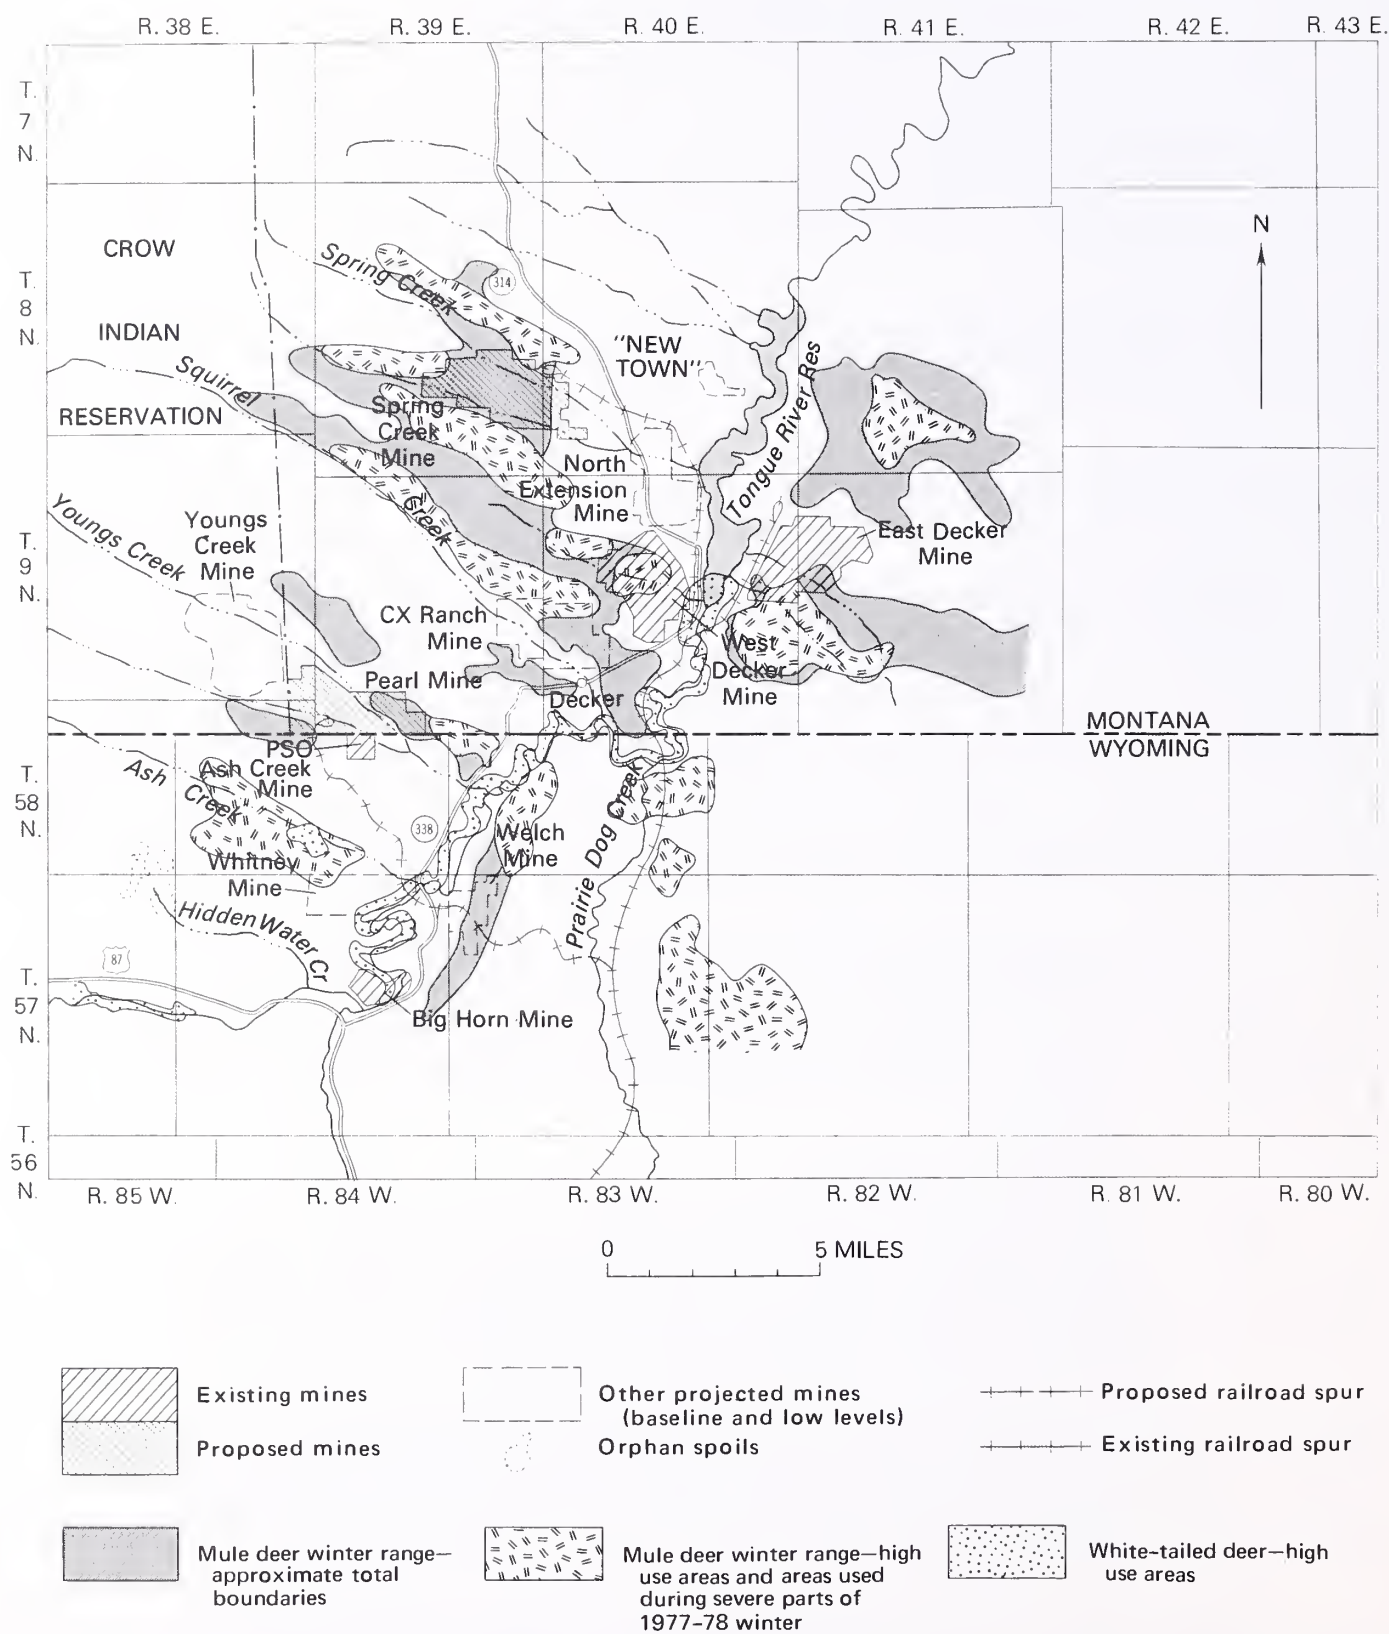 R. 38 E. R. 39 E. R. 40 E. R. 41 E. R. 42 E. R. 43 E.
T.
7
N.
CROW
Spring Creek
N
T.
8
N.
314
INDIAN
"NEW
TOWN"
Squirrel
Creek
RESERVATION
Tongue River Res
Spring
Creek
Mine
North
Extension
Mine
Youngs Creek
Youngs
Creek
Mine
East Decker
Mine
T.
9
N.
CX Ranch
Mine
West
Decker
Mine
Pearl Mine
Decker
MONTANA
WYOMING
PSO
Ash Creek
Mine
Ash
Creek
T.
58
N.
338
Welch
Mine
Prairie Dog Creek
Whitney
Mine
Hidden Water Cr
87
T.
57
N.
Big Horn Mine
T.
56
N.
R. 85 W. R. 84 W. R. 83 W. R. 82 W. R. 81 W. R. 80 W.
0 5 MILES
Existing mines
Proposed mines
Other projected mines
(baseline and low levels)
Orphan spoils
Proposed railroad spur
Existing railroad spur
Mule deer winter range—
approximate total
boundaries
Mule deer winter range—high
use areas and areas used
during severe parts of
1977-78 winter
White-tailed deer—high
use areas